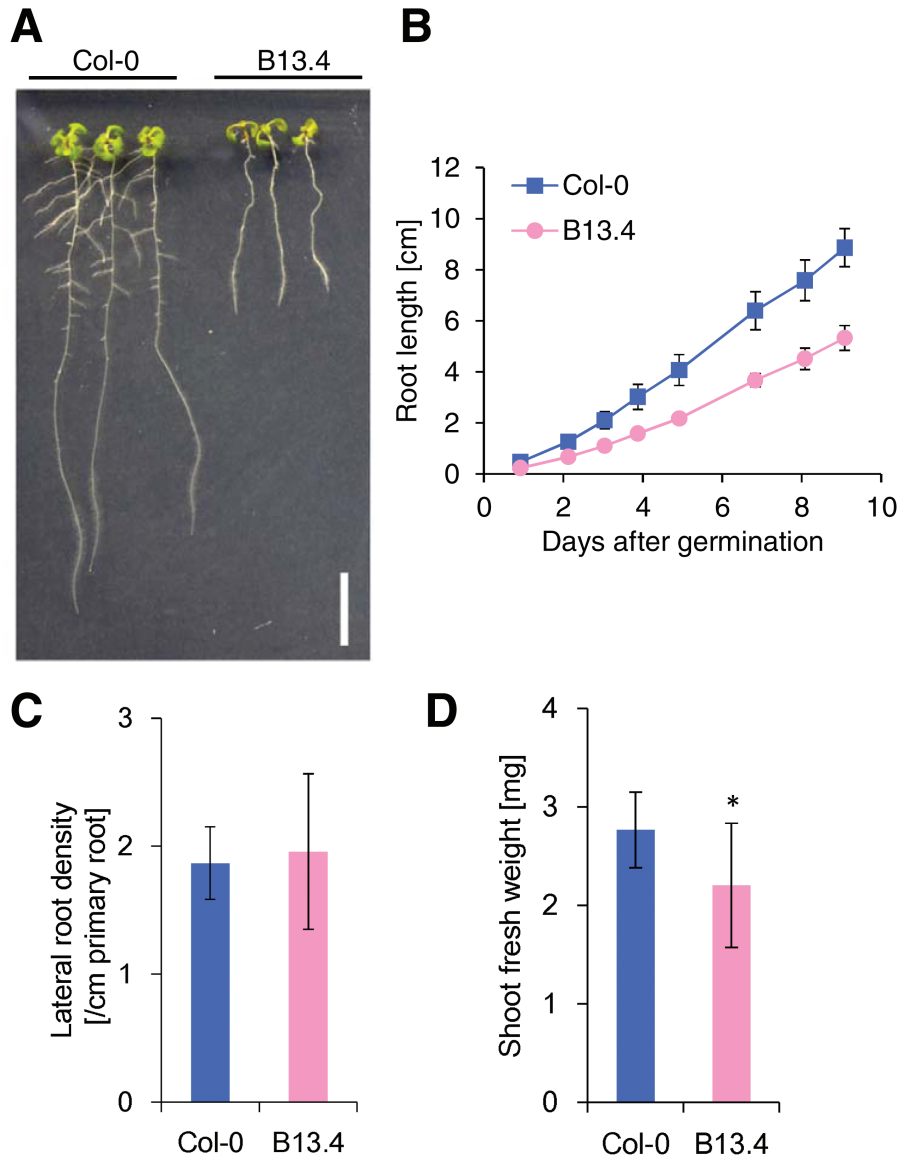 A
Col-0 B13.4
B
12
10
8
6
4
2
0
Root length [cm]
Col-0
B13.4
0 2 4 6 8 10
Days after germination
C
3
2
1
0
Lateral root density
[/cm primary root]
Col-0 B13.4
D
4
3
2
1
0
Shoot fresh weight [mg]
*
Col-0 B13.4